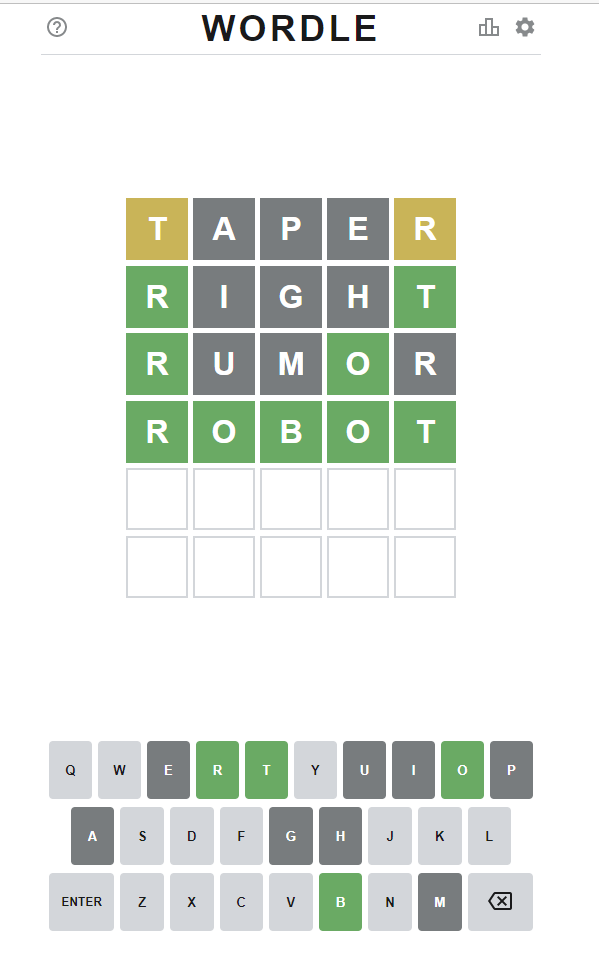 WORDLE
T A P E R
R I G H T
R U M O R
R O B O T
Q W E R T Y U I O P
A S D F G H J K L
ENTER Z X C V B N M